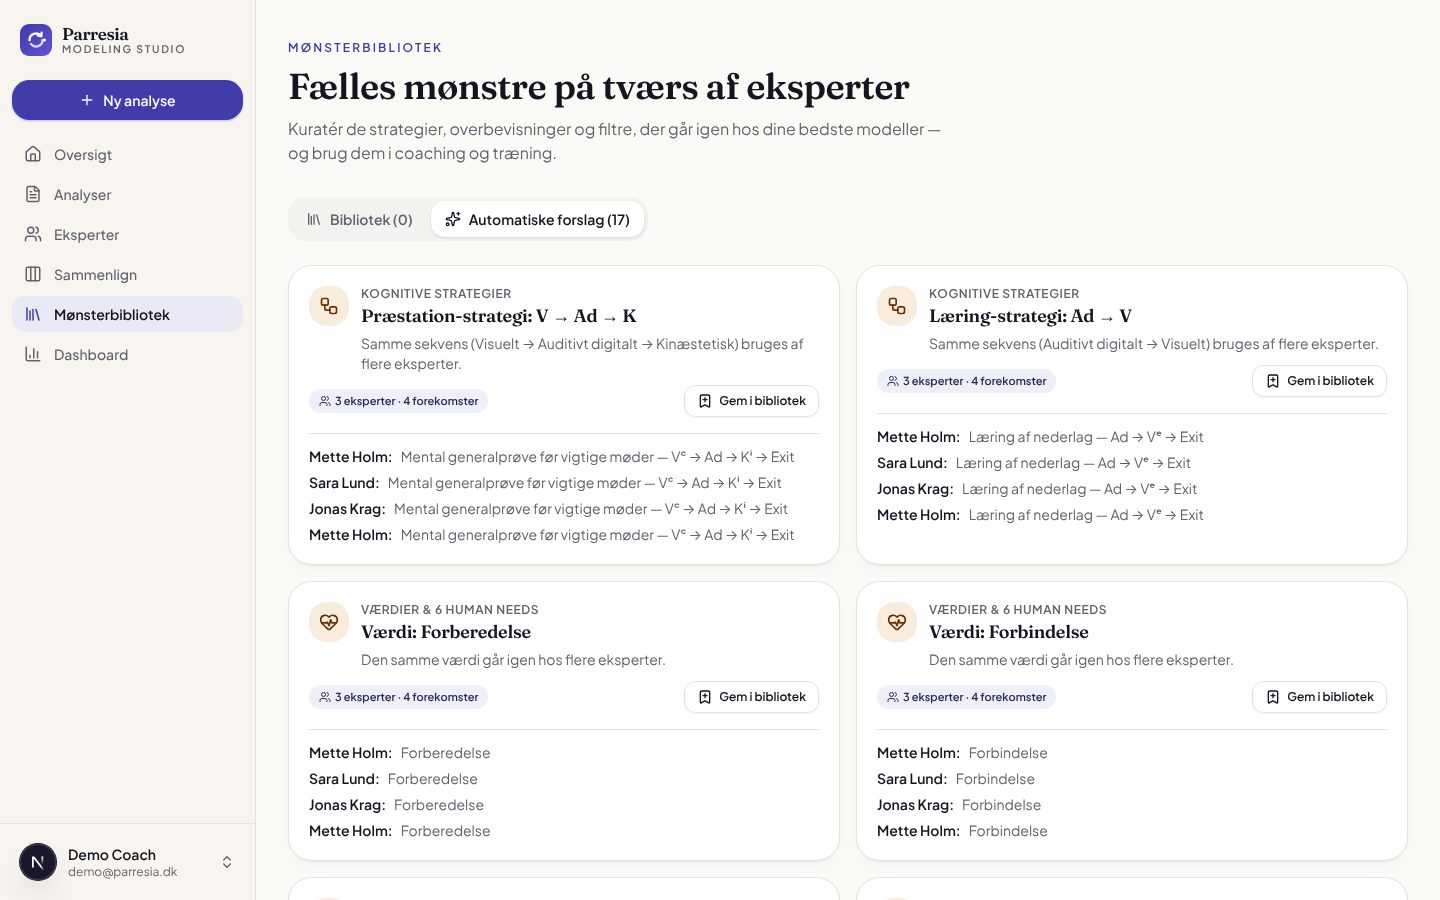 Parresia
MODELING STUDIO
Ny analyse
Oversigt
Analyser
Eksperter
Sammenlign
Mønsterbibliotek
Dashboard
Demo Coach
demo@parresia.dk
MØNSTERBIBLIOTEK
Fælles mønstre på tværs af eksperter
Kuratér de strategier, overbevisninger og filtre, der går igen hos dine bedste modeller —
og brug dem i coaching og træning.
Bibliotek (0)
Automatiske forslag (17)
KOGNITIVE STRATEGIER
Præstation-strategi: V → Ad → K
Samme sekvens (Visuelt → Auditivt digitalt → Kinæstetisk) bruges af
flere eksperter.
3 eksperter · 4 forekomster
Gem i bibliotek
Mette Holm: Mental generalprøve før vigtige møder — Vᶜ → Ad → Kⁱ → Exit
Sara Lund: Mental generalprøve før vigtige møder — Vᶜ → Ad → Kⁱ → Exit
Jonas Krag: Mental generalprøve før vigtige møder — Vᶜ → Ad → Kⁱ → Exit
Mette Holm: Mental generalprøve før vigtige møder — Vᶜ → Ad → Kⁱ → Exit
KOGNITIVE STRATEGIER
Læring-strategi: Ad → V
Samme sekvens (Auditivt digitalt → Visuelt) bruges af flere eksperter.
3 eksperter · 4 forekomster
Gem i bibliotek
Mette Holm: Læring af nederlag — Ad → Vᵉ → Exit
Sara Lund: Læring af nederlag — Ad → Vᵉ → Exit
Jonas Krag: Læring af nederlag — Ad → Vᵉ → Exit
Mette Holm: Læring af nederlag — Ad → Vᵉ → Exit
VÆRDIER & 6 HUMAN NEEDS
Værdi: Forberedelse
Den samme værdi går igen hos flere eksperter.
3 eksperter · 4 forekomster
Gem i bibliotek
Mette Holm: Forberedelse
Sara Lund: Forberedelse
Jonas Krag: Forberedelse
Mette Holm: Forberedelse
VÆRDIER & 6 HUMAN NEEDS
Værdi: Forbindelse
Den samme værdi går igen hos flere eksperter.
3 eksperter · 4 forekomster
Gem i bibliotek
Mette Holm: Forbindelse
Sara Lund: Forbindelse
Jonas Krag: Forbindelse
Mette Holm: Forbindelse